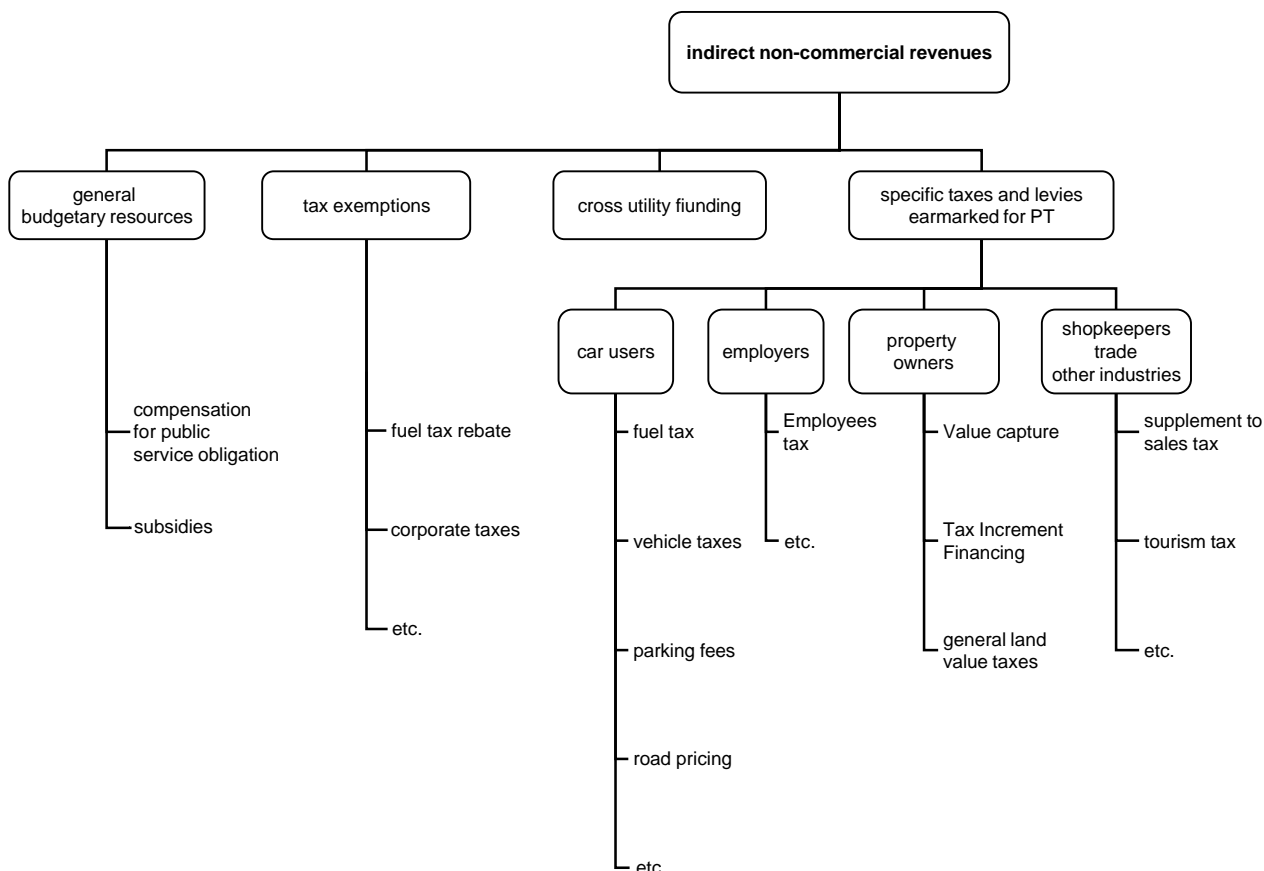 indirect non-commercial revenues
general
budgetary resources
tax exemptions
cross utility fiunding
specific taxes and levies
earmarked for PT
car users
employers
property
owners
shopkeepers
trade
other industries
compensation
for public
service obligation
subsidies
fuel tax rebate
corporate taxes
etc.
fuel tax
vehicle taxes
parking fees
road pricing
etc
Employees
tax
etc.
Value capture
Tax Increment
Financing
general land
value taxes
supplement to
sales tax
tourism tax
etc.